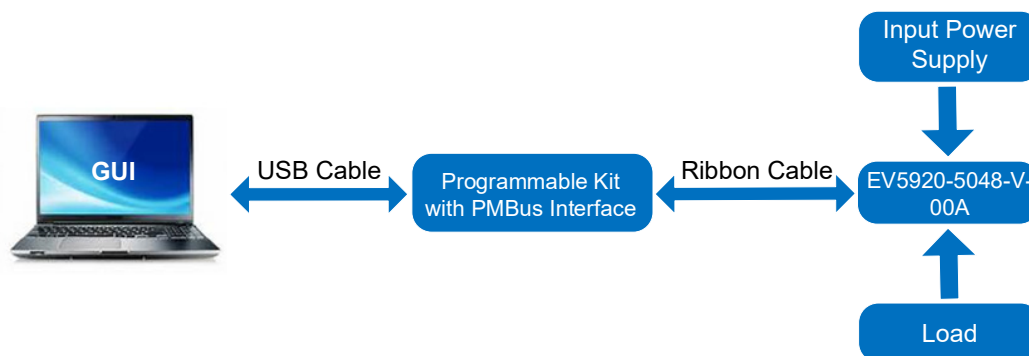 Input Power
Supply
GUI
USB Cable
Programmable Kit
with PMBus Interface
Ribbon Cable
EV5920-5048-V-
00A
Load